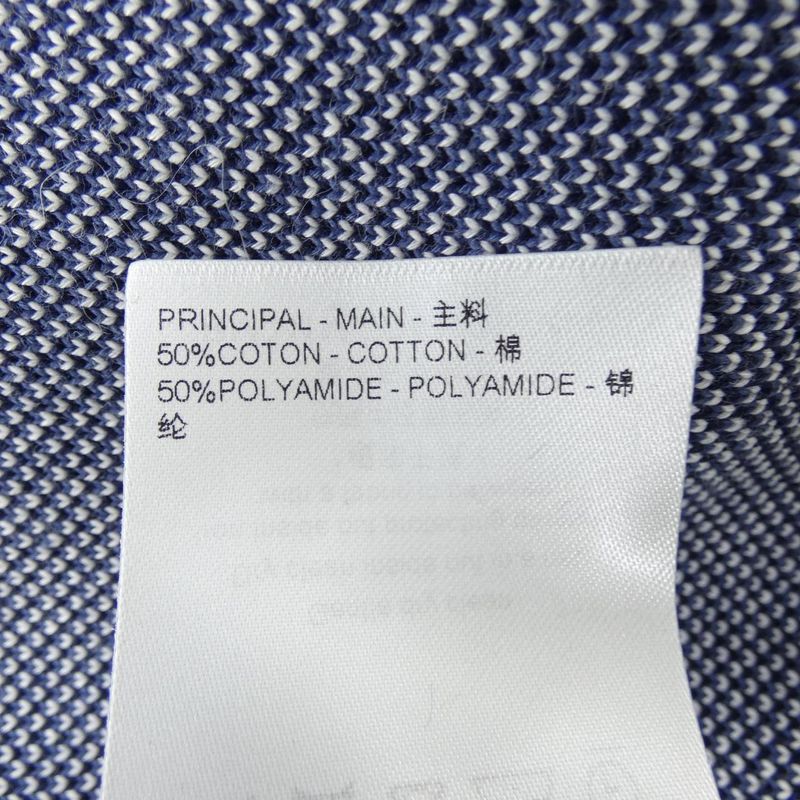 PRINCIPAL - MAIN - 主料
50%COTON - COTTON - 棉
50%POLYAMIDE - POLYAMIDE - 锦
纶